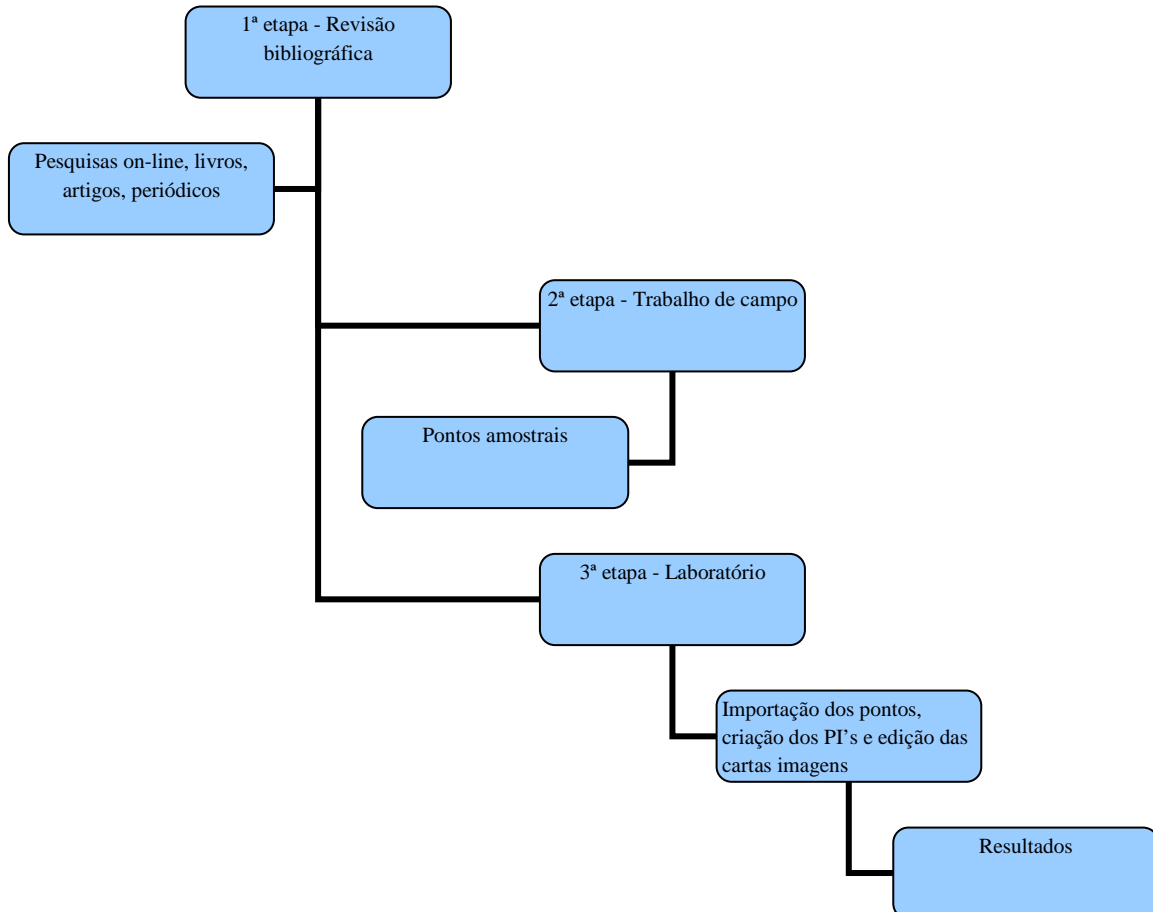 1ª etapa - Revisão
bibliográfica
Pesquisas on-line, livros,
artigos, periódicos
2ª etapa - Trabalho de campo
Pontos amostrais
3ª etapa - Laboratório
Importação dos pontos,
criação dos PI’s e edição das
cartas imagens
Resultados